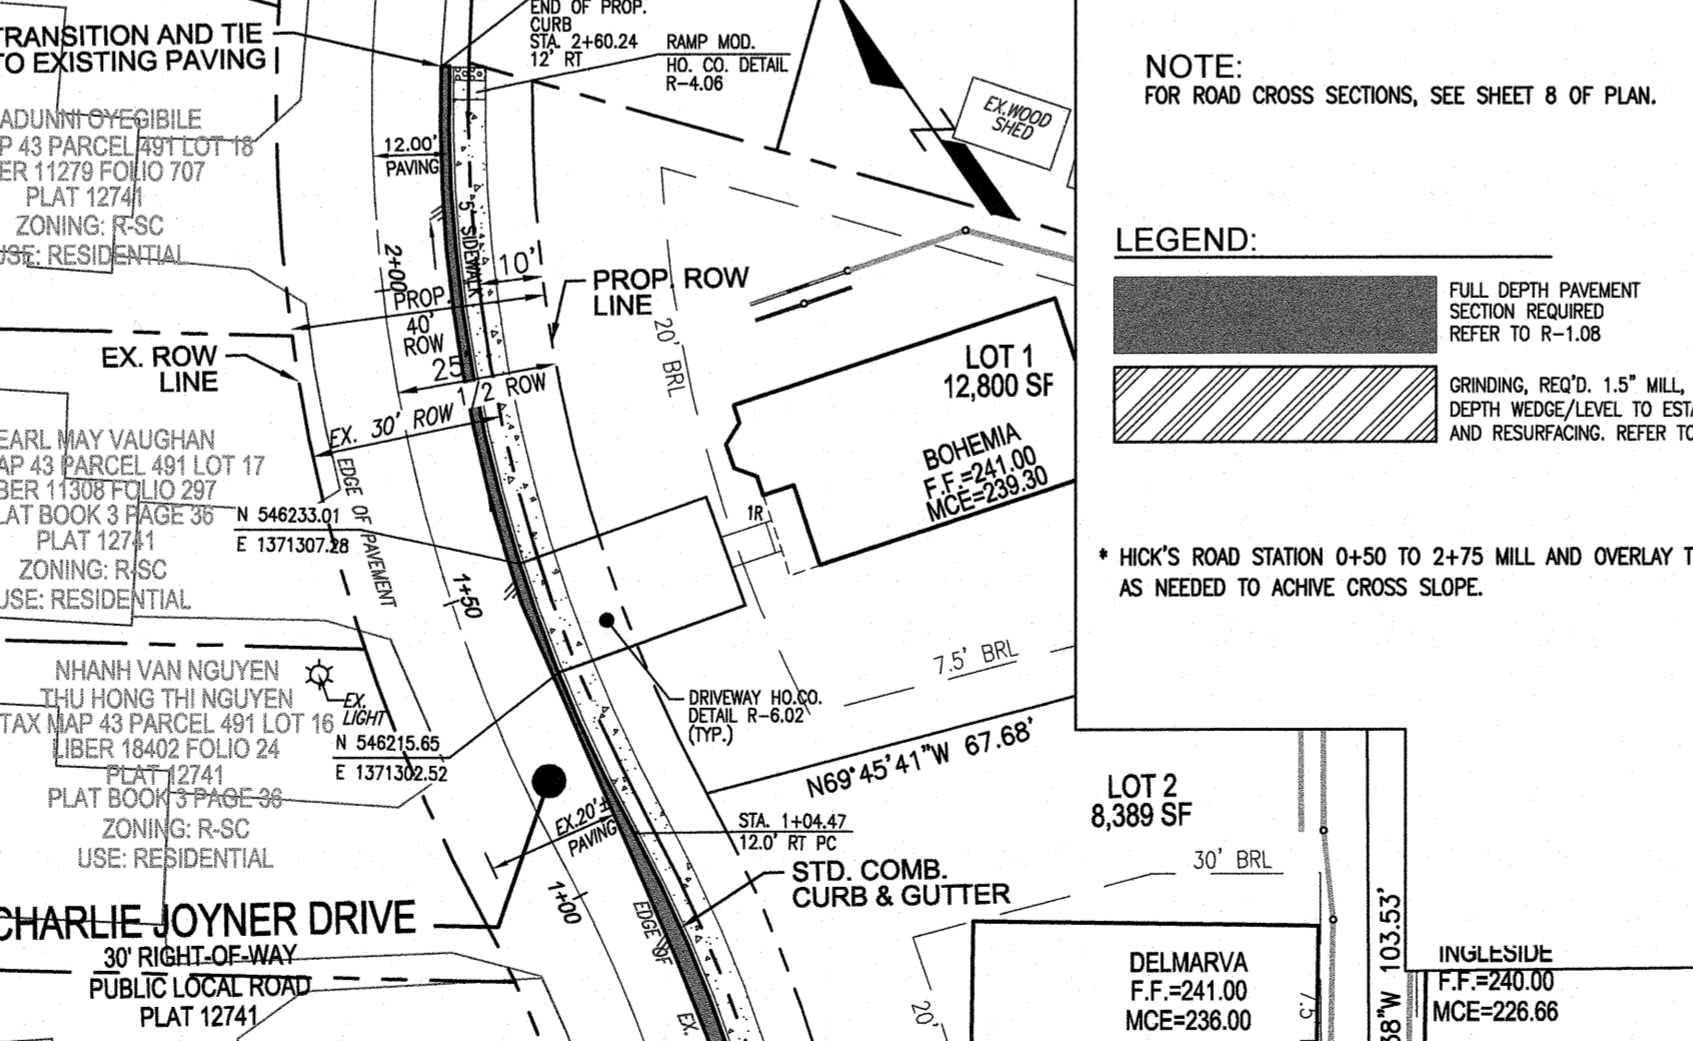 TRANSITION AND TIE
TO EXISTING PAVING
END OF PROP.
CURB
STA. 2+60.24
12' RT
RAMP MOD.
HO. CO. DETAIL
R-4.06
EX.WOOD
SHED
NOTE:
FOR ROAD CROSS SECTIONS, SEE SHEET 8 OF PLAN.
ADUNNI OYEGIBILE
P 43 PARCEL 491 LOT 18
ER 11279 FOLIO 707
PLAT 12741
ZONING: R-SC
USE: RESIDENTIAL
12.00'
PAVING
5' SIDEWALK
2+00
10'
PROP.
40'
ROW
PROP. ROW
LINE
LEGEND:
FULL DEPTH PAVEMENT
SECTION REQUIRED
REFER TO R-1.08
GRINDING, REQ'D. 1.5" MILL,
DEPTH WEDGE/LEVEL TO
AND RESURFACING. REFER TO
EX. ROW
LINE
25
1/2 ROW
EX. 30' ROW
20' BRL
LOT 1
12,800 SF
BOHEMIA
F.F.=241.00
MCE=239.30
EARL MAY VAUGHAN
AP 43 PARCEL 491 LOT 17
BER 11308 FOLIO 297
LAT BOOK 3 PAGE 36
PLAT 12741
ZONING: R-SC
USE: RESIDENTIAL
EDGE OF PAVEMENT
N 546233.01
E 1371307.28
1R
* HICK'S ROAD STATION 0+50 TO 2+75 MILL AND OVERLAY
AS NEEDED TO ACHIVE CROSS SLOPE.
1+50
7.5' BRL
NHANH VAN NGUYEN
THU HONG THI NGUYEN
TAX MAP 43 PARCEL 491 LOT 16
LIBER 18402 FOLIO 24
PLAT 12741
PLAT BOOK 3 PAGE 36
ZONING: R-SC
USE: RESIDENTIAL
EX.
LIGHT
N 546215.65
E 1371302.52
DRIVEWAY HO.CO.
DETAIL R-6.02
(TYP.)
N69°45'41"W 67.68'
LOT 2
8,389 SF
EX.20'±
PAVING
STA. 1+04.47
12.0' RT PC
STD. COMB.
CURB & GUTTER
30' BRL
1+00
CHARLIE JOYNER DRIVE
30' RIGHT-OF-WAY
PUBLIC LOCAL ROAD
PLAT 12741
EDGE OF
EX.
20'
DELMARVA
F.F.=241.00
MCE=236.00
7.5'
38"W 103.53'
INGLESIDE
F.F.=240.00
MCE=226.66